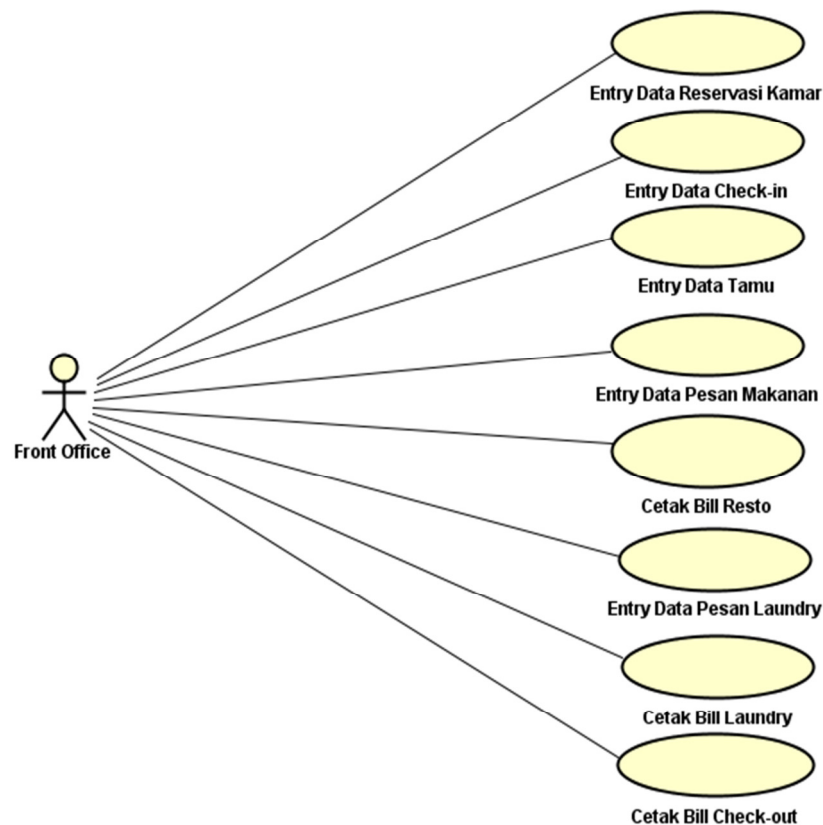 Entry Data Reservasi Kamar
Entry Data Check-in
Entry Data Tamu
Entry Data Pesan Makanan
Front Office
Cetak Bill Resto
Entry Data Pesan Laundry
Cetak Bill Laundry
Cetak Bill Check-out